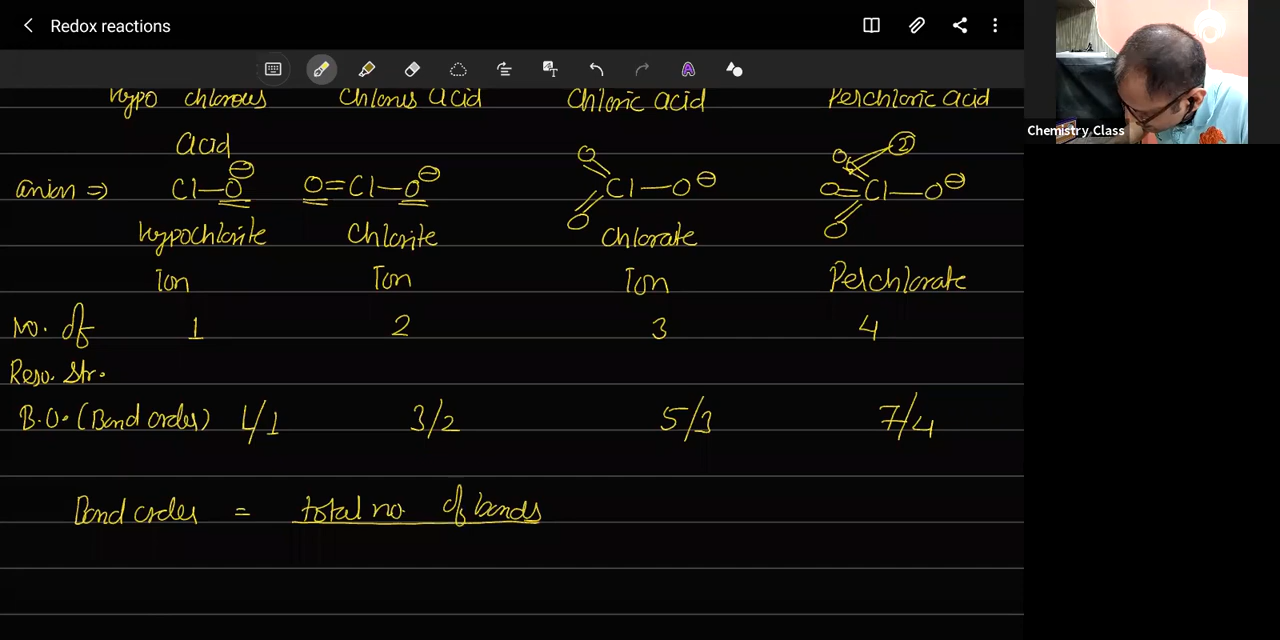 Redox reactions
Hypo chlorous Chlorus Acid Chloric acid Perchloric acid
Acid
Chemistry Class
anion ⇒ Cl—O⊖ O=Cl—O⊖ O O Cl—O⊖ O O O Cl—O⊖ 2
Hypochlorite Chlorite Chlorate Perchlorate
Ion Ion Ion
No. of 1 2 3 4
Reso. Str.
B.O. (Bond order) 1/1 3/2 5/3 7/4
Bond order = total no. of bonds